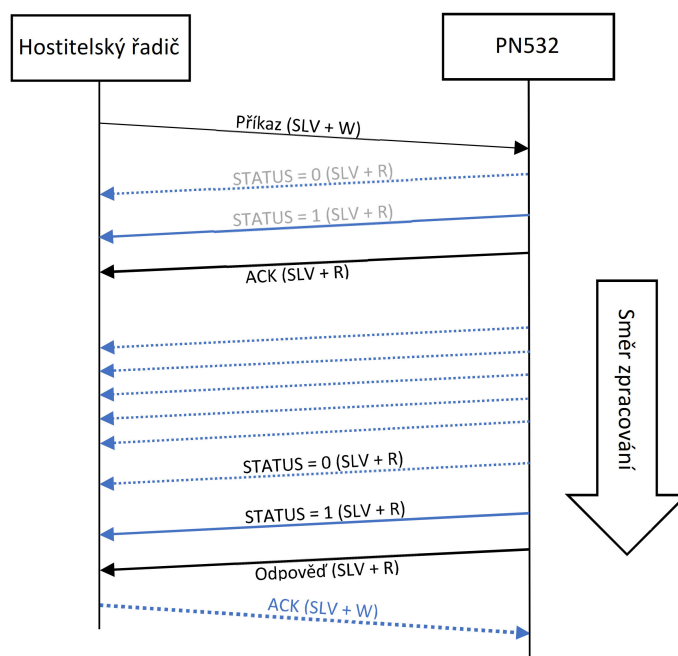 Hostitelský řadič
PN532
Příkaz (SLV + W)
STATUS = 0 (SLV + R)
STATUS = 1 (SLV + R)
ACK (SLV + R)
Směr zpracování
STATUS = 0 (SLV + R)
STATUS = 1 (SLV + R)
Odpověď (SLV + R)
ACK (SLV + W)